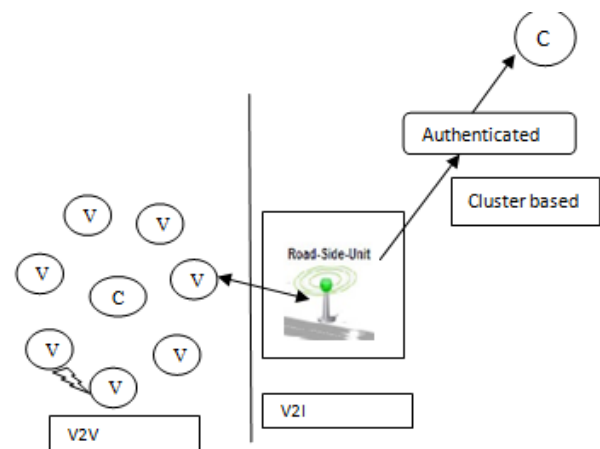 C
Authenticated
Cluster based
V
V
Road-Side-Unit
V
V
C
V
V
V
V2I
V2V